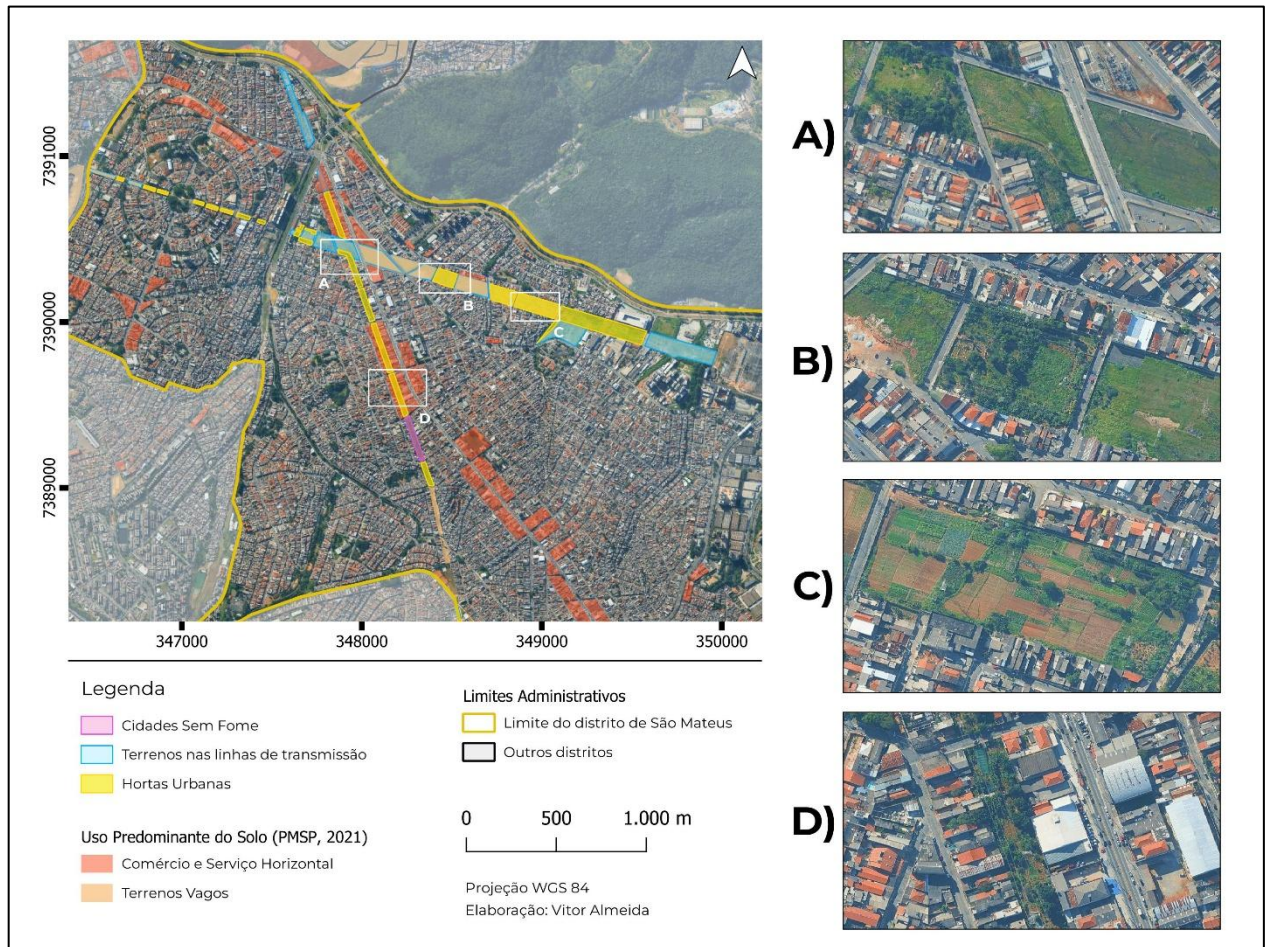 7391000
7390000
7389000
347000
348000
349000
350000
A
B
C
D
A)
B)
C)
D)
Legenda
Cidades Sem Fome
Terrenos nas linhas de transmissão
Hortas Urbanas
Uso Predominante do Solo (PMSP, 2021)
Comércio e Serviço Horizontal
Terrenos Vagos
Limites Administrativos
Limite do distrito de São Mateus
Outros distritos
0 500 1.000 m
Projeção WGS 84
Elaboração: Vitor Almeida